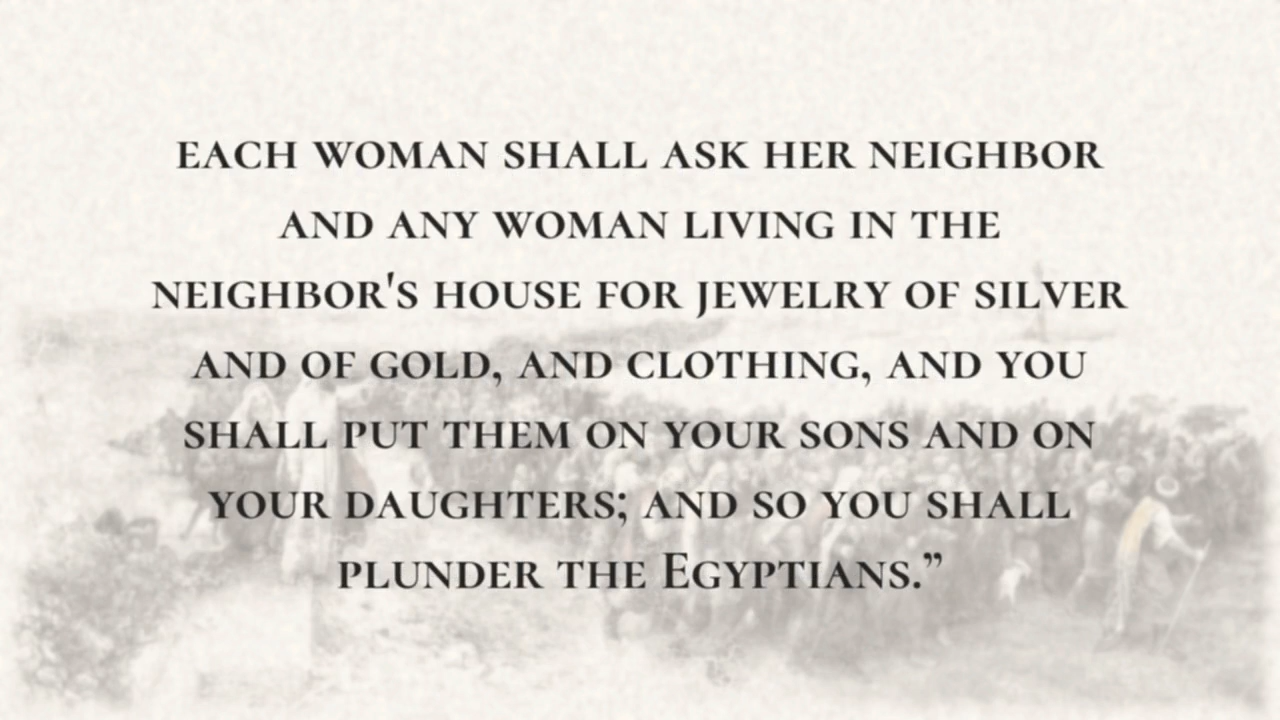 EACH WOMAN SHALL ASK HER NEIGHBOR
AND ANY WOMAN LIVING IN THE
NEIGHBOR'S HOUSE FOR JEWELRY OF SILVER
AND OF GOLD, AND CLOTHING, AND YOU
SHALL PUT THEM ON YOUR SONS AND ON
YOUR DAUGHTERS; AND SO YOU SHALL
PLUNDER THE EGYPTIANS.”